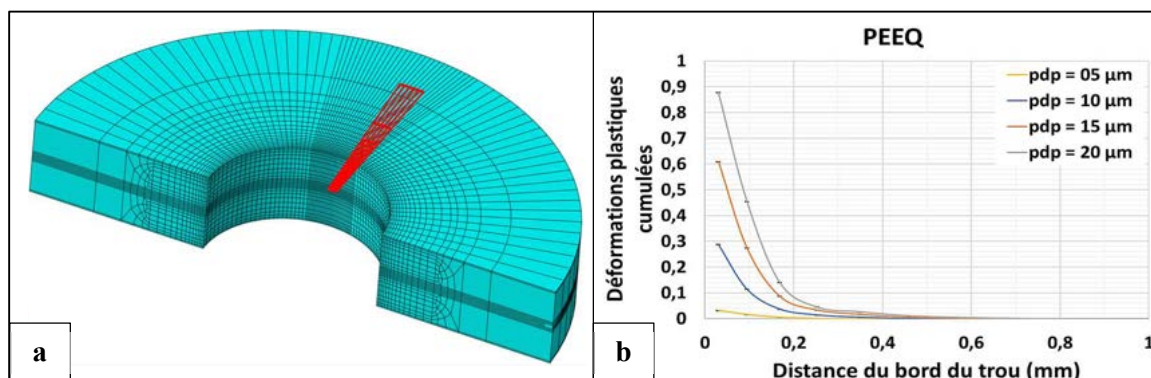 a
PEEQ
Déformations plastiques
cumulées
1
0,9
0,8
0,7
0,6
0,5
0,4
0,3
0,2
0,1
0
pdp = 05 µm
pdp = 10 µm
pdp = 15 µm
pdp = 20 µm
0 0,2 0,4 0,6 0,8 1
Distance du bord du trou (mm)
b